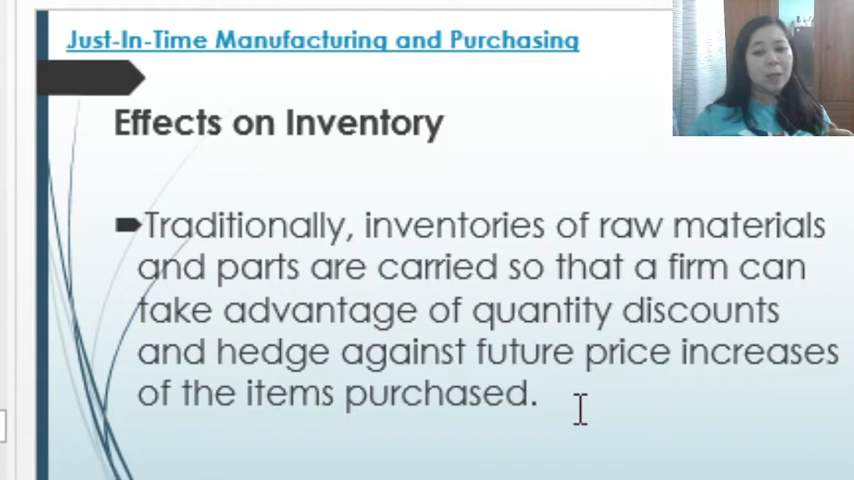 Just-In-Time Manufacturing and Purchasing
Effects on Inventory
Traditionally, inventories of raw materials
and parts are carried so that a firm can
take advantage of quantity discounts
and hedge against future price increases
of the items purchased.